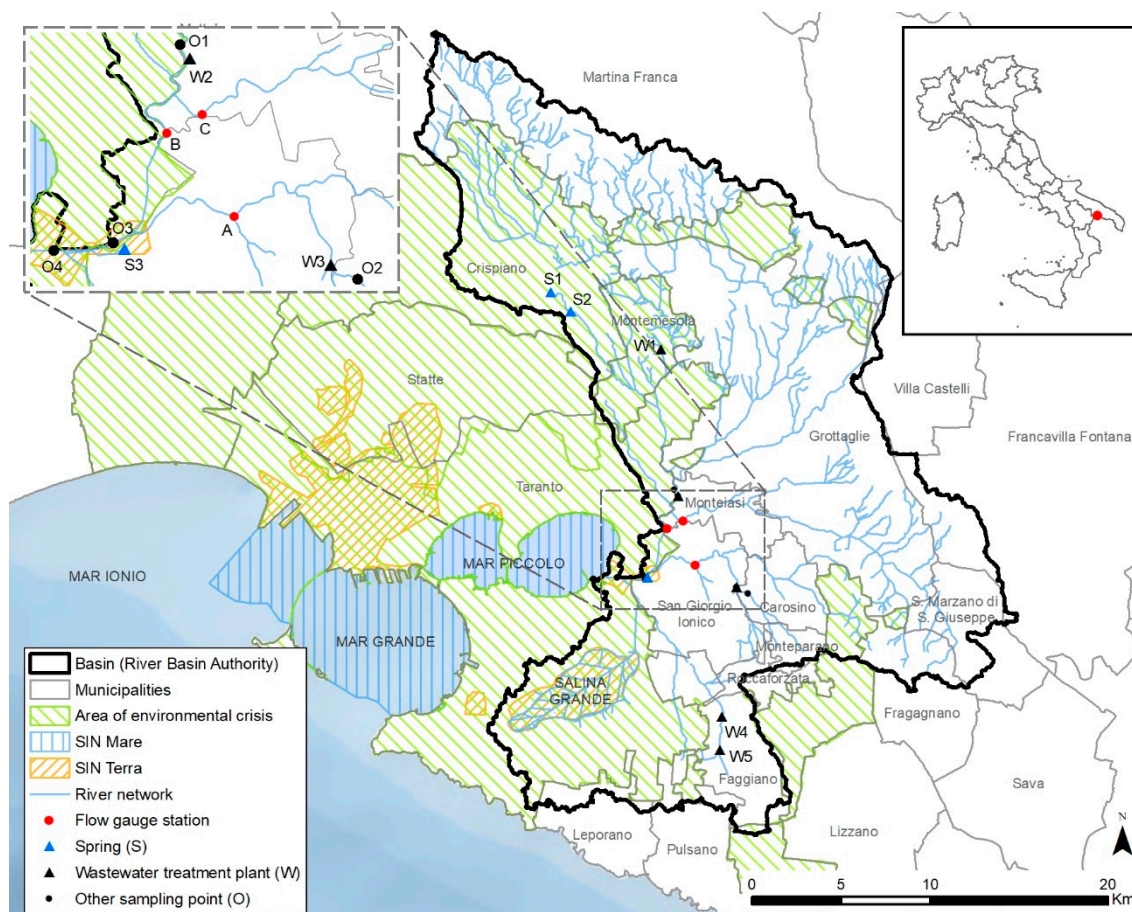 O1
W2
C
B
A
O3
O4
S3
W3
O2
Martina Franca
Crispiano
S1
S2
Montemesola
W1
Statte
Villa Castelli
Francavilla Fontana
Grottaglie
Taranto
Monteiasi
MAR IONIO
MAR PICCOLO
San Giorgio
Ionico
Carosino
S. Marzano di
S. Giuseppe
MAR GRANDE
Monteparano
Roccaforzata
SALINA
GRANDE
Fragagnano
W4
W5
Faggiano
Sava
Leporano
Pulsano
Lizzano
Basin (River Basin Authority)
Municipalities
Area of environmental crisis
SIN Mare
SIN Terra
River network
Flow gauge station
Spring (S)
Wastewater treatment plant (W)
Other sampling point (O)
N
0 5 10 20
Km